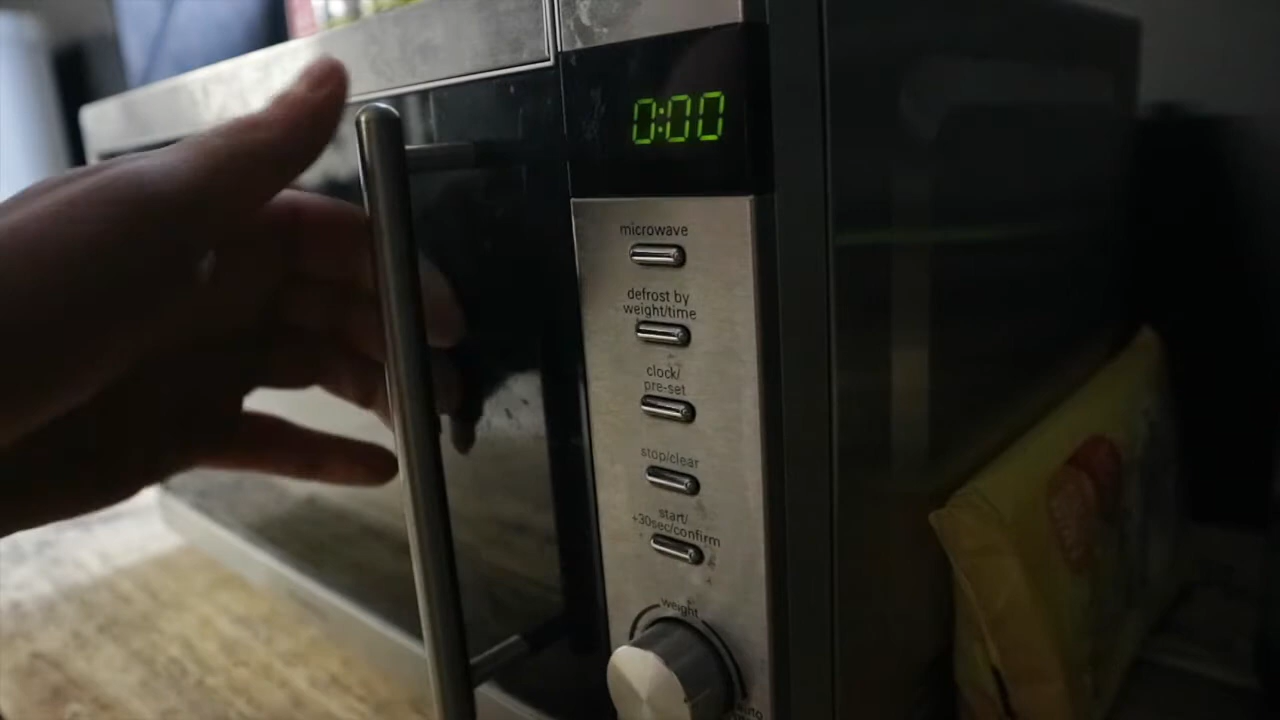 0:00
microwave
defrost by
weight/time
clock/
pre-set
stop/clear
start/
+30sec/confirm
weight